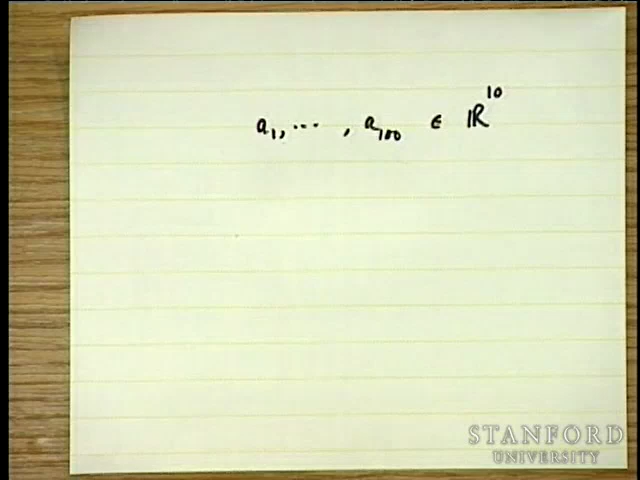 a₁, ⋯ , a₁₀₀ ∈ ℝ¹⁰
STANFORD
UNIVERSITY